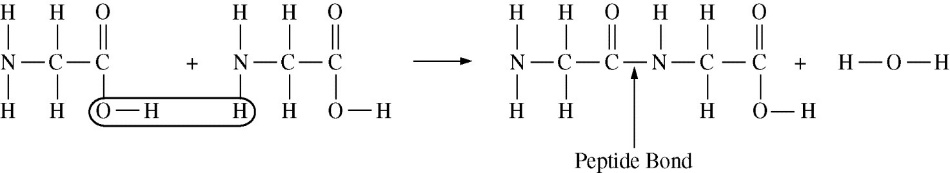 H H O H H O H H O H H O
N — C — C + N — C — C → N — C — C — N — C — C + H — O — H
H H O — H H H O — H H H H O — H
Peptide Bond